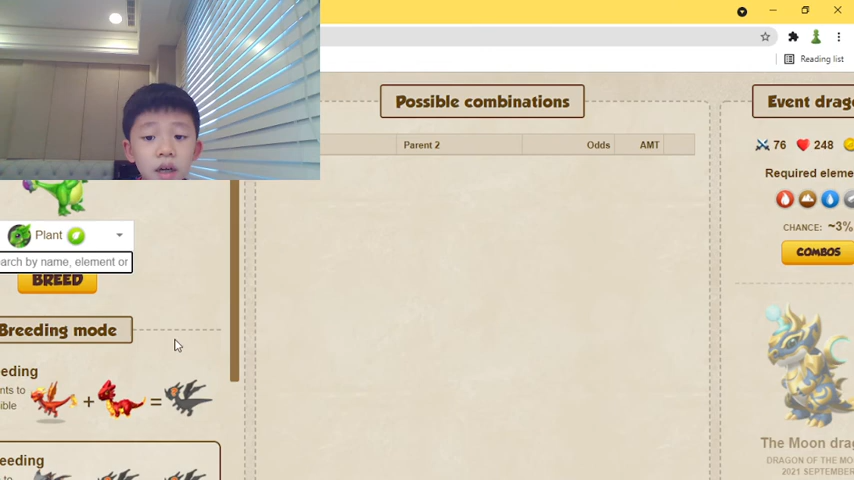 Reading list
Possible combinations
Event drag
Parent 2 Odds AMT
76 248
Required eleme
CHANCE: ~3%
COMBOS
Plant
earch by name, element or
BREED
Breeding mode
eeding
nts to
sible
eeding
The Moon drag
DRAGON OF THE MO
2021 SEPTEMBER